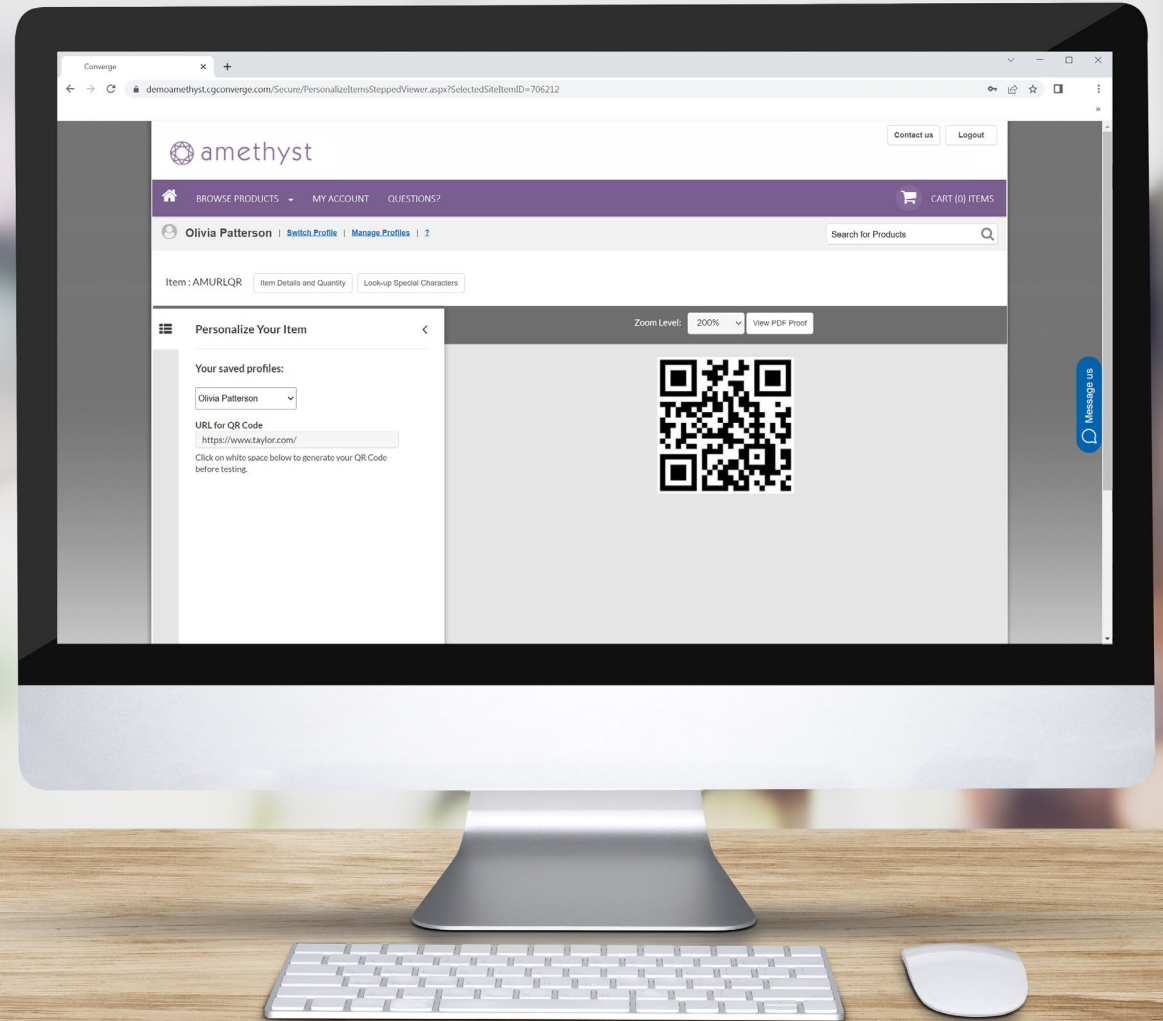 Converge
demoamethyst.cgconverge.com/Secure/PersonalizeItemsSteppedViewer.aspx?SelectedSiteItemID=706212
Contact us Logout
amethyst
BROWSE PRODUCTS MY ACCOUNT QUESTIONS? CART (0) ITEMS
Olivia Patterson | Switch Profile | Manage Profiles | ? Search for Products
Item : AMURLQR Item Details and Quantity Look-up Special Characters
Personalize Your Item Zoom Level: 200% View PDF Proof
Your saved profiles:
Olivia Patterson
URL for QR Code
https://www.taylor.com/
Click on white space below to generate your QR Code
before testing.
Message us